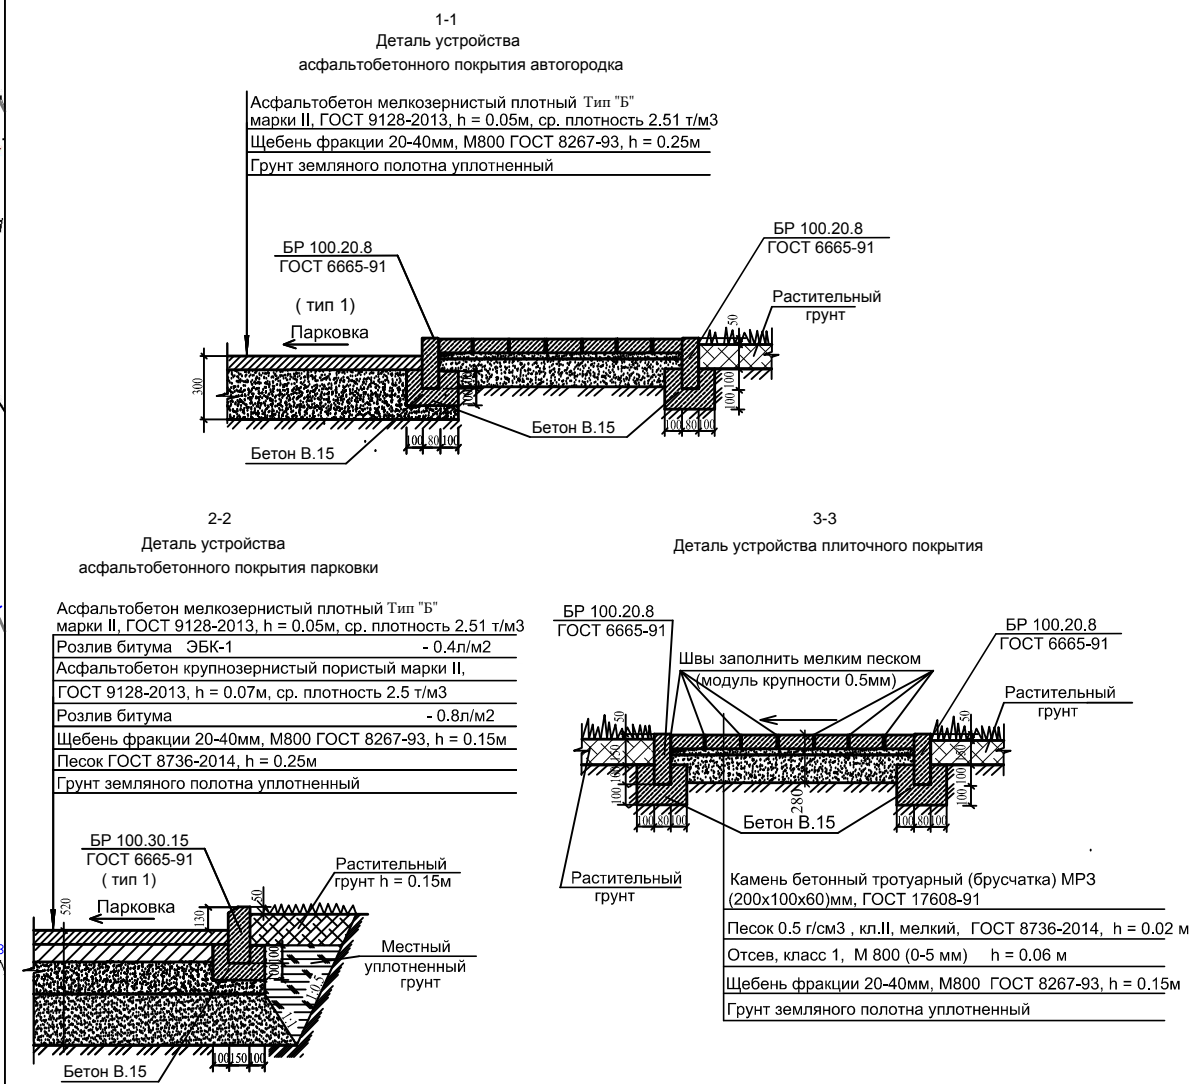 1-1
Деталь устройства
асфальтобетонного покрытия автогородка
Асфальтобетон мелкозернистый плотный Тип "Б"
марки II, ГОСТ 9128-2013, h = 0.05м, ср. плотность 2.51 т/м3
Щебень фракции 20-40мм, М800 ГОСТ 8267-93, h = 0.25м
Грунт земляного полотна уплотненный
БР 100.20.8
ГОСТ 6665-91
( тип 1)
Парковка
БР 100.20.8
ГОСТ 6665-91
Растительный
грунт
50
300
100
100
100 80 100
100 80 100
Бетон В.15
Бетон В.15
2-2
Деталь устройства
асфальтобетонного покрытия парковки
Асфальтобетон мелкозернистый плотный Тип "Б"
марки II, ГОСТ 9128-2013, h = 0.05м, ср. плотность 2.51 т/м3
Розлив битума ЭБК-1 - 0.4л/м2
Асфальтобетон крупнозернистый пористый марки II,
ГОСТ 9128-2013, h = 0.07м, ср. плотность 2.5 т/м3
Розлив битума - 0.8л/м2
Щебень фракции 20-40мм, М800 ГОСТ 8267-93, h = 0.15м
Песок ГОСТ 8736-2014, h = 0.25м
Грунт земляного полотна уплотненный
БР 100.30.15
ГОСТ 6665-91
( тип 1)
Парковка
520
130
50
Растительный
грунт h = 0.15м
Местный
уплотненный
грунт
100
100
1:0.5
1:1
100 150 100
Бетон В.15
3-3
Деталь устройства плиточного покрытия
БР 100.20.8
ГОСТ 6665-91
БР 100.20.8
ГОСТ 6665-91
Швы заполнить мелким песком
(модуль крупности 0.5мм)
Растительный
грунт
50
150
100
100
50
150
100
100
280
100 80 100
100 80 100
Бетон В.15
Растительный
грунт
Камень бетонный тротуарный (брусчатка) МРЗ
(200х100х60)мм, ГОСТ 17608-91
Песок 0.5 г/см3 , кл.II, мелкий, ГОСТ 8736-2014, h = 0.02 м
Отсев, класс 1, М 800 (0-5 мм) h = 0.06 м
Щебень фракции 20-40мм, М800 ГОСТ 8267-93, h = 0.15м
Грунт земляного полотна уплотненный